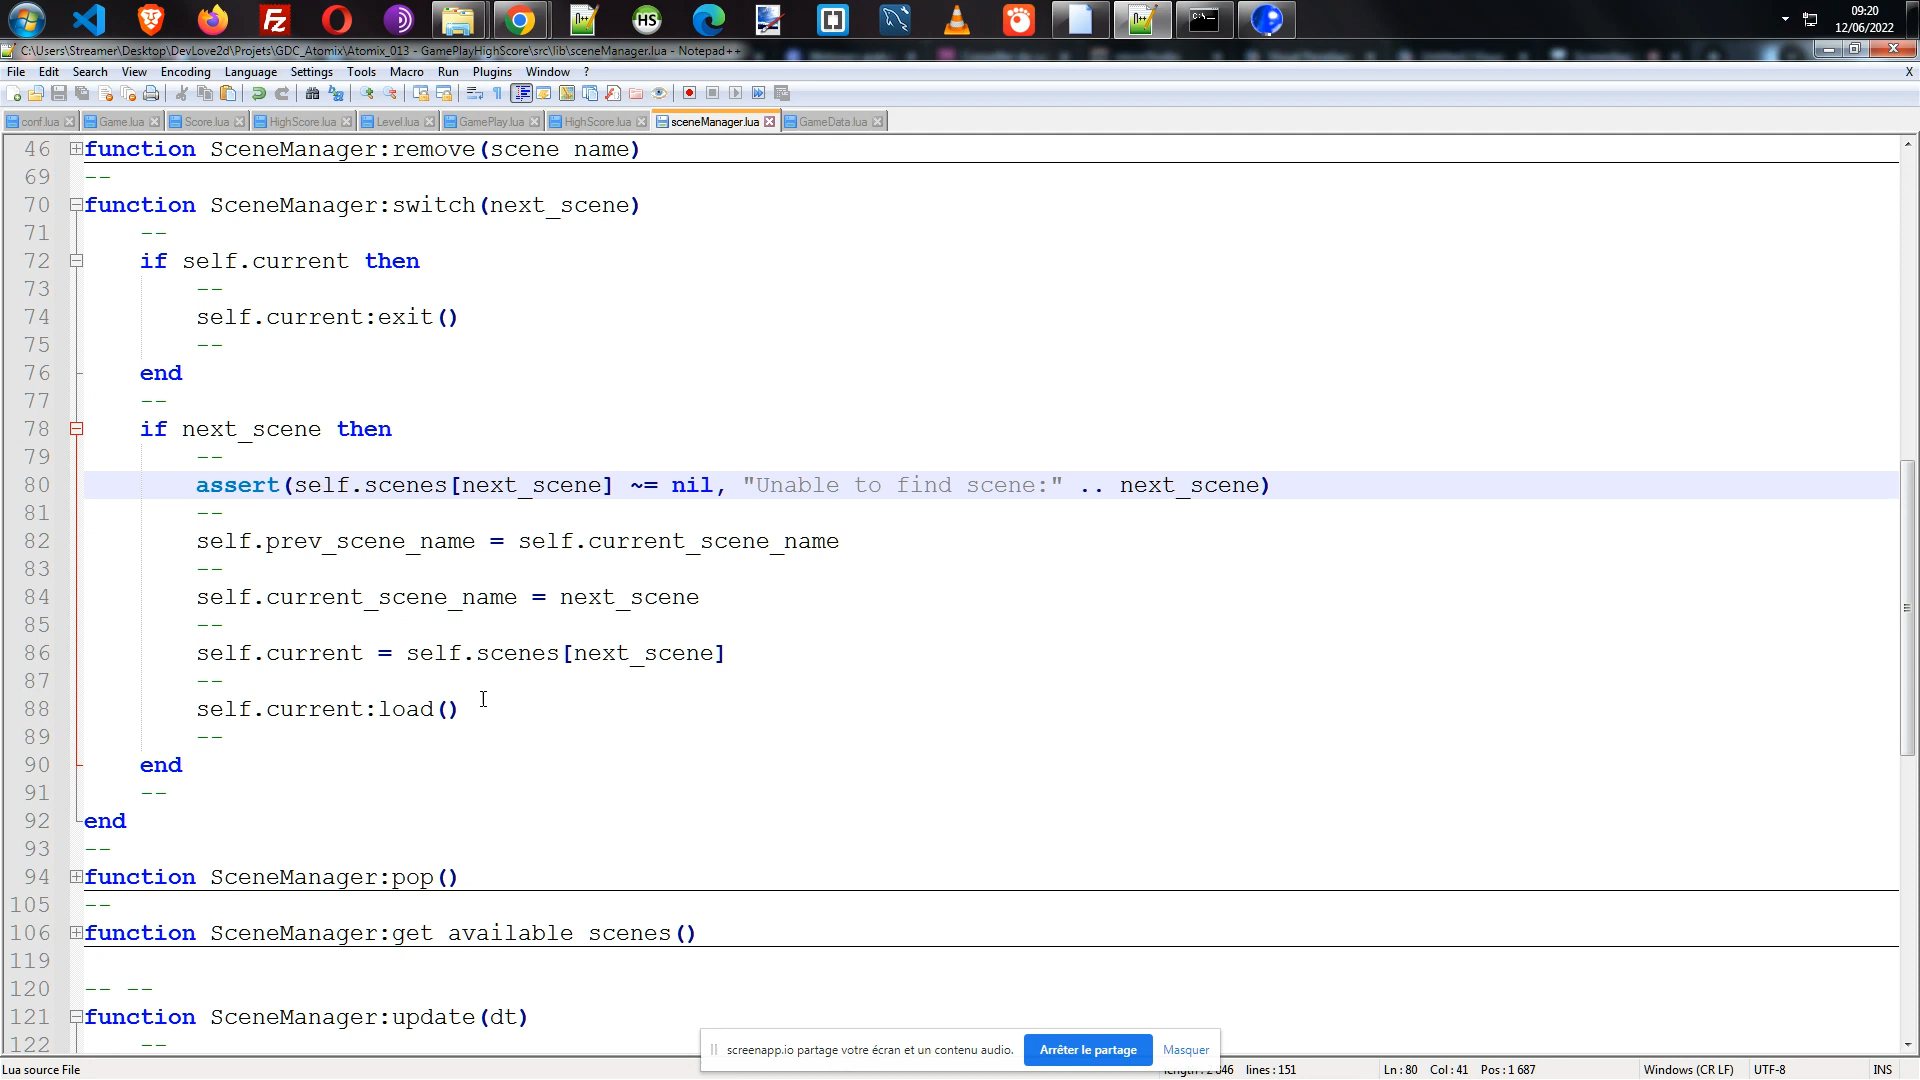 09:20
12/06/2022
C:\Users\Streamer\Desktop\DevLove2d\Projets\GDC_Atomix\Atomix_013 - GamePlayHighScore\src\lib\sceneManager.lua - Notepad++
File Edit Search View Encoding Language Settings Tools Macro Run Plugins Window ? X
conf.lua Game.lua Score.lua HighScore.lua Level.lua GamePlay.lua HighScore.lua sceneManager.lua GameData.lua
46 function SceneManager:remove(scene_name)
69 --
70 function SceneManager:switch(next_scene)
71 --
72 if self.current then
73 --
74 self.current:exit()
75 --
76 end
77 --
78 if next_scene then
79 --
80 assert(self.scenes[next_scene] ~= nil, "Unable to find scene:" .. next_scene)
81 --
82 self.prev_scene_name = self.current_scene_name
83 --
84 self.current_scene_name = next_scene
85 --
86 self.current = self.scenes[next_scene]
87 --
88 self.current:load()
89 --
90 end
91 --
92 end
93 --
94 function SceneManager:pop()
105 --
106 function SceneManager:get_available_scenes()
119
120 -- --
121 function SceneManager:update(dt)
122 --
screenapp.io partage votre écran et un contenu audio. Arrêter le partage Masquer
Lua source File lines : 151 Ln : 80 Col : 41 Pos : 1 687 Windows (CR LF) UTF-8 INS